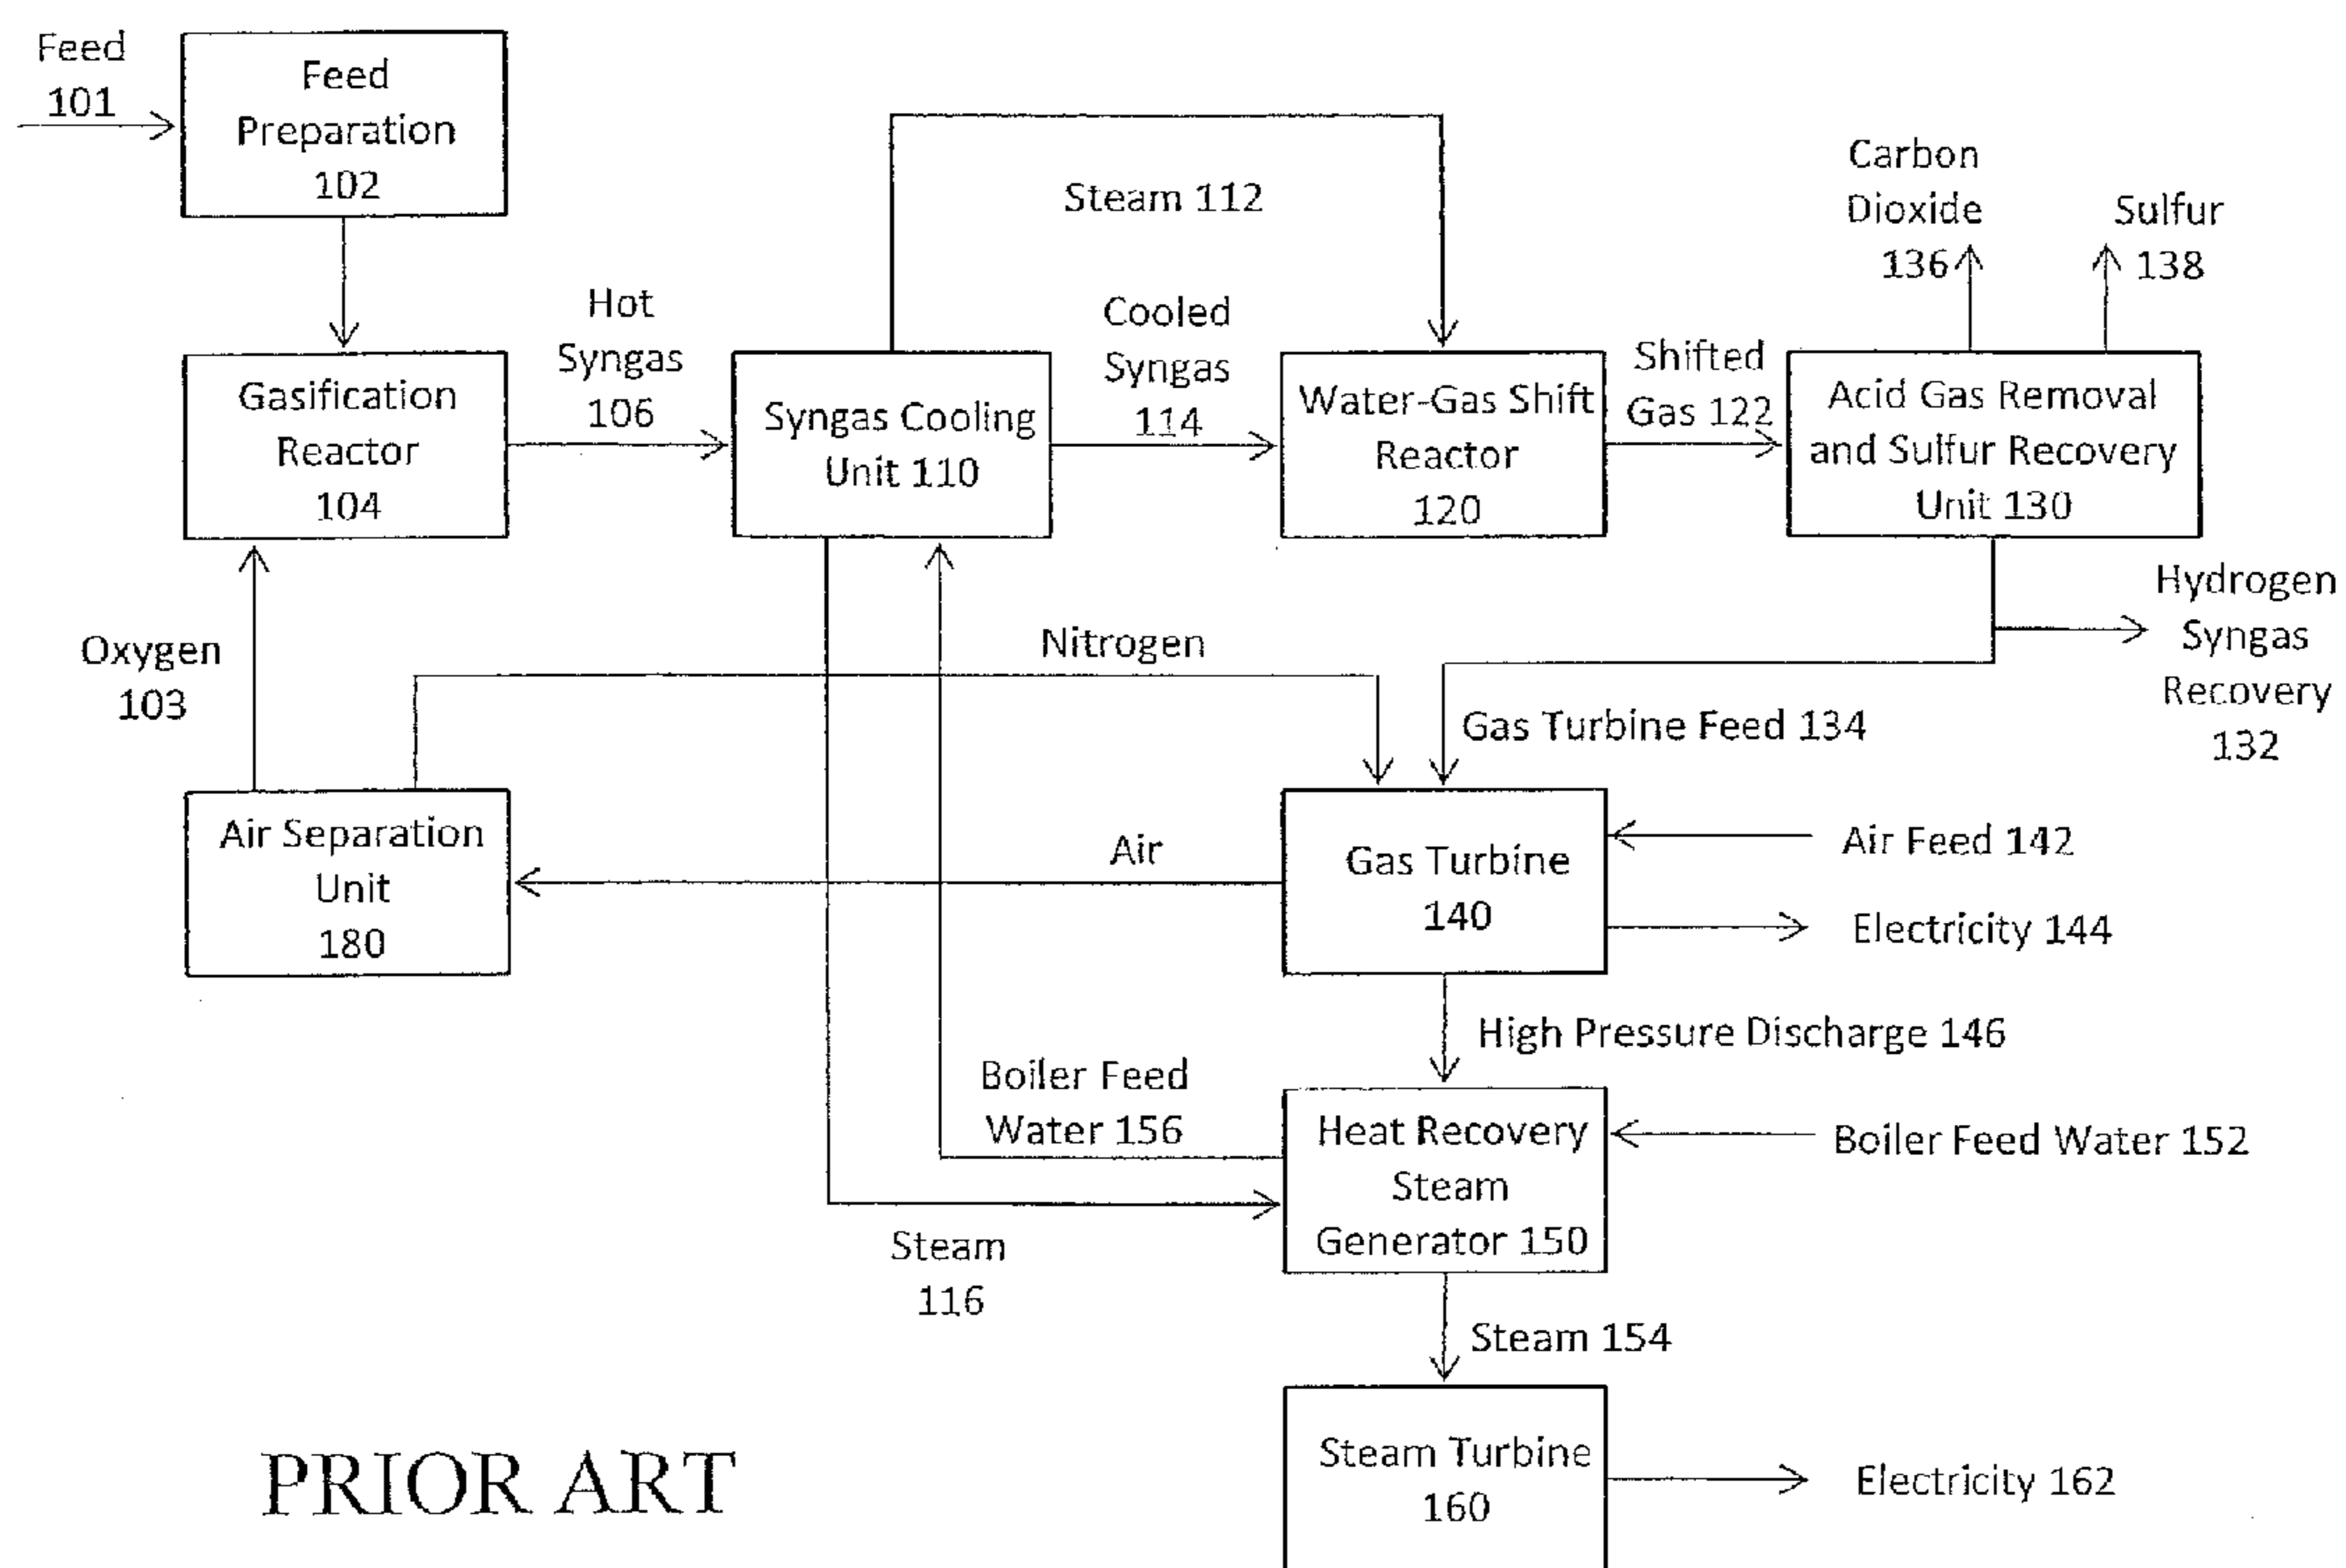 Feed
101
Feed
Preparation
102
Steam 112
Carbon
Dioxide
136
Sulfur
138
Hot
Syngas
106
Cooled
Syngas
114
Shifted
Gas 122
Gasification
Reactor
104
Syngas Cooling
Unit 110
Water-Gas Shift
Reactor
120
Acid Gas Removal
and Sulfur Recovery
Unit 130
Hydrogen
Syngas
Recovery
132
Oxygen
103
Nitrogen
Gas Turbine Feed 134
Air Separation
Unit
180
Air
Gas Turbine
140
Air Feed 142
Electricity 144
High Pressure Discharge 146
Boiler Feed
Water 156
Heat Recovery
Steam
Generator 150
Boiler Feed Water 152
Steam
116
Steam 154
Steam Turbine
160
Electricity 162
PRIOR ART